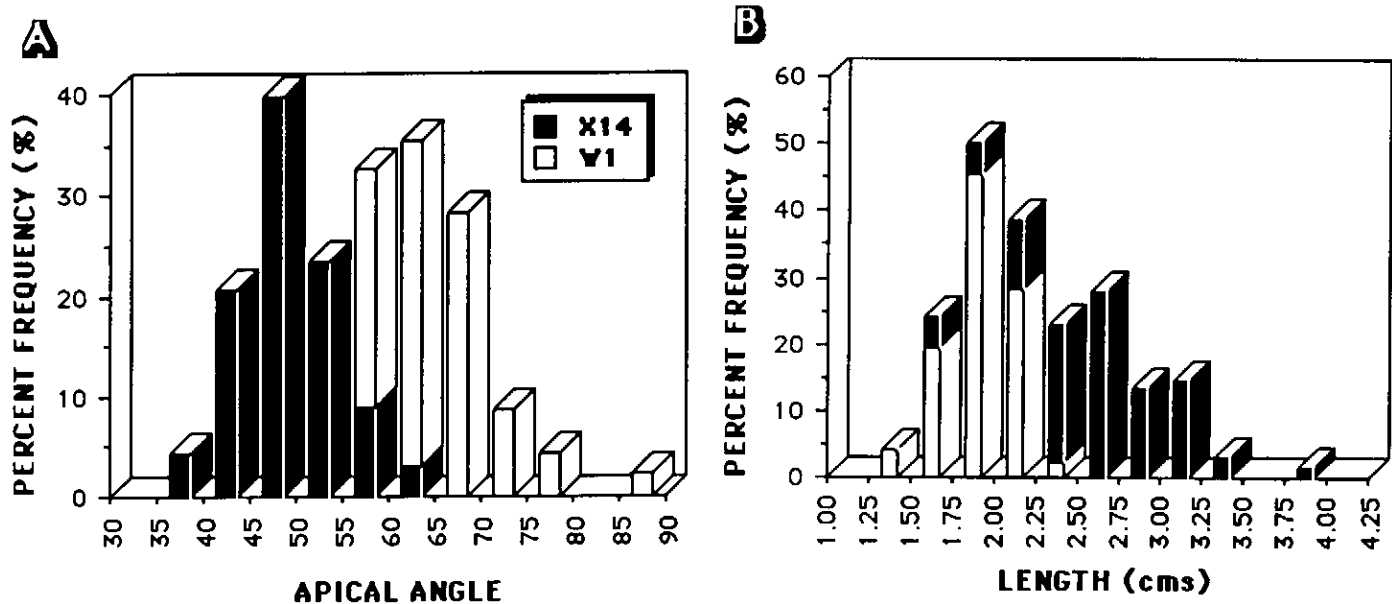 A
PERCENT FREQUENCY (%)
40
30
20
10
0
X14
V1
30 35 40 45 50 55 60 65 70 75 80 85 90
APICAL ANGLE
B
PERCENT FREQUENCY (%)
60
50
40
30
20
10
0
1.00 1.25 1.50 1.75 2.00 2.25 2.50 2.75 3.00 3.25 3.50 3.75 4.00 4.25
LENGTH (cms)